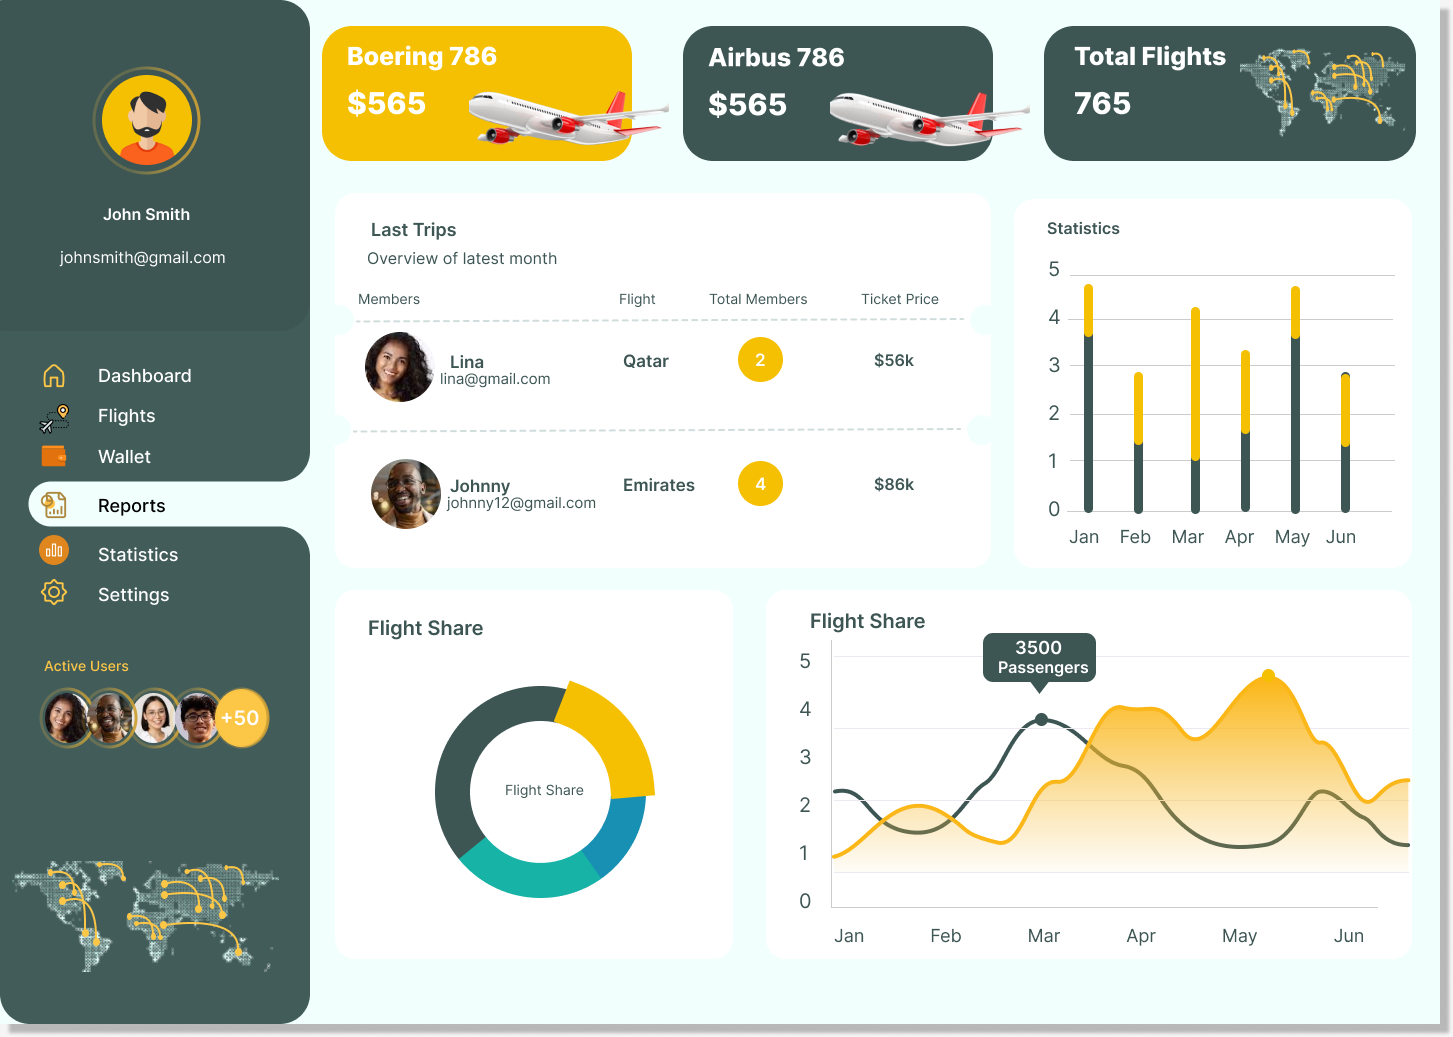 John Smith
johnsmith@gmail.com
Dashboard
Flights
Wallet
Reports
Statistics
Settings
Active Users
+50
Boering 786
$565
Airbus 786
$565
Total Flights
765
Last Trips
Overview of latest month
Members Flight Total Members Ticket Price
Lina
lina@gmail.com
Qatar 2 $56k
Johnny
johnny12@gmail.com
Emirates 4 $86k
Statistics
5
4
3
2
1
0
Jan Feb Mar Apr May Jun
Flight Share
Flight Share
Flight Share
3500
Passengers
5
4
3
2
1
0
Jan Feb Mar Apr May Jun